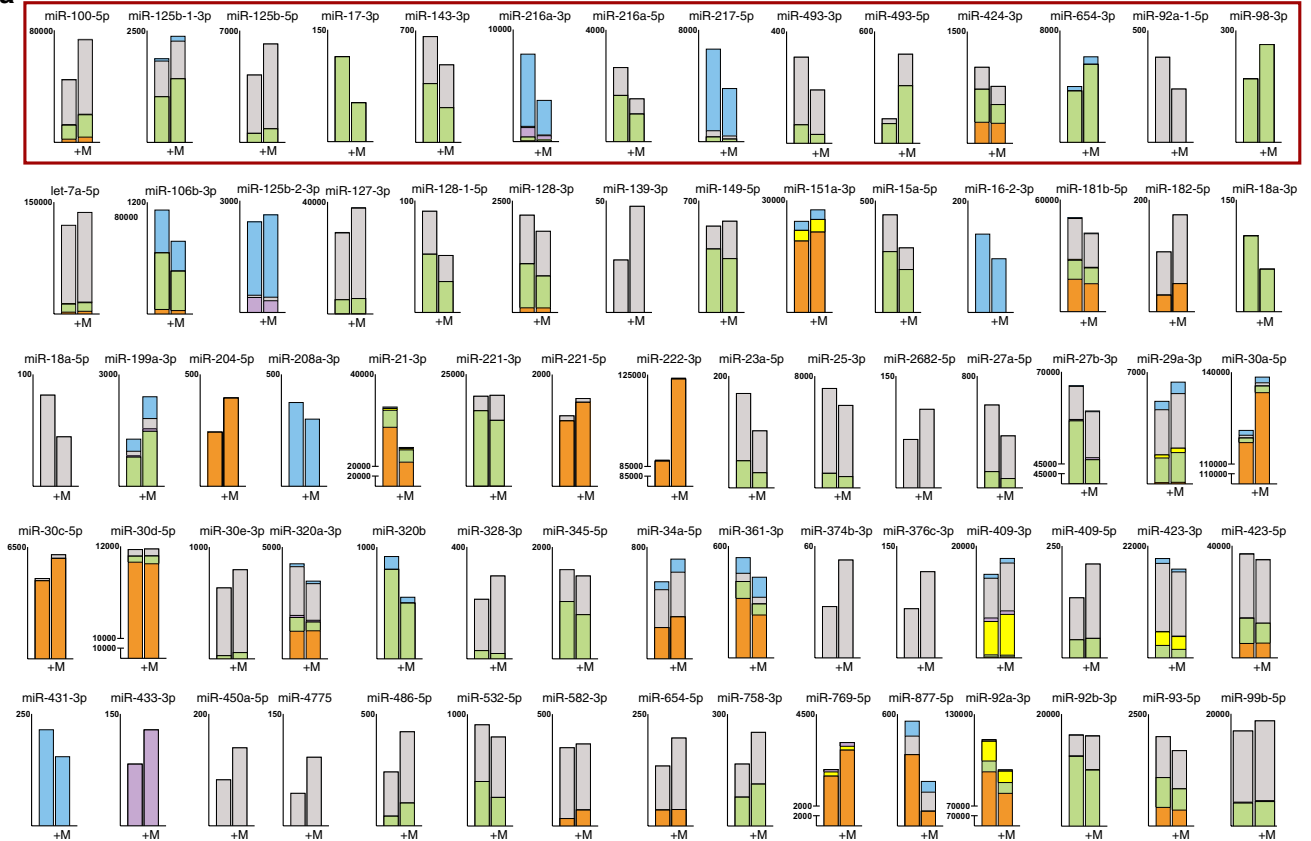 a
miR-100-5p miR-125b-1-3p miR-125b-5p miR-17-3p miR-143-3p miR-216a-3p miR-216a-5p miR-217-5p miR-493-3p miR-493-5p miR-424-3p miR-654-3p miR-92a-1-5p miR-98-3p
80000 2500 7000 150 700 10000 4000 8000 400 600 1500 8000 500 300
+M +M +M +M +M +M +M +M +M +M +M +M +M +M
let-7a-5p miR-106b-3p miR-125b-2-3p miR-127-3p miR-128-1-5p miR-128-3p miR-139-3p miR-149-5p miR-151a-3p miR-15a-5p miR-16-2-3p miR-181b-5p miR-182-5p miR-18a-3p
150000 1200 3000 40000 100 2500 50 700 30000 500 200 60000 200 150
80000
+M +M +M +M +M +M +M +M +M +M +M +M +M +M
miR-18a-5p miR-199a-3p miR-204-5p miR-208a-3p miR-21-3p miR-221-3p miR-221-5p miR-222-3p miR-23a-5p miR-25-3p miR-2682-5p miR-27a-5p miR-27b-3p miR-29a-3p miR-30a-5p
100 3000 500 500 40000 25000 2000 125000 200 8000 150 800 70000 7000 140000
20000 85000 45000 110000
20000 85000 45000 110000
+M +M +M +M +M +M +M +M +M +M +M +M +M +M +M
miR-30c-5p miR-30d-5p miR-30e-3p miR-320a-3p miR-320b miR-328-3p miR-345-5p miR-34a-5p miR-361-3p miR-374b-3p miR-376c-3p miR-409-3p miR-409-5p miR-423-3p miR-423-5p
6500 12000 1000 5000 1000 400 2000 800 600 60 150 20000 250 22000 40000
10000
10000
+M +M +M +M +M +M +M +M +M +M +M +M +M +M +M
miR-431-3p miR-433-3p miR-450a-5p miR-4775 miR-486-5p miR-532-5p miR-582-3p miR-654-5p miR-758-3p miR-769-5p miR-877-5p miR-92a-3p miR-92b-3p miR-93-5p miR-99b-5p
250 150 200 150 500 1000 500 250 300 4500 600 130000 20000 2500 20000
2000 70000
2000 70000
+M +M +M +M +M +M +M +M +M +M +M +M +M +M +M